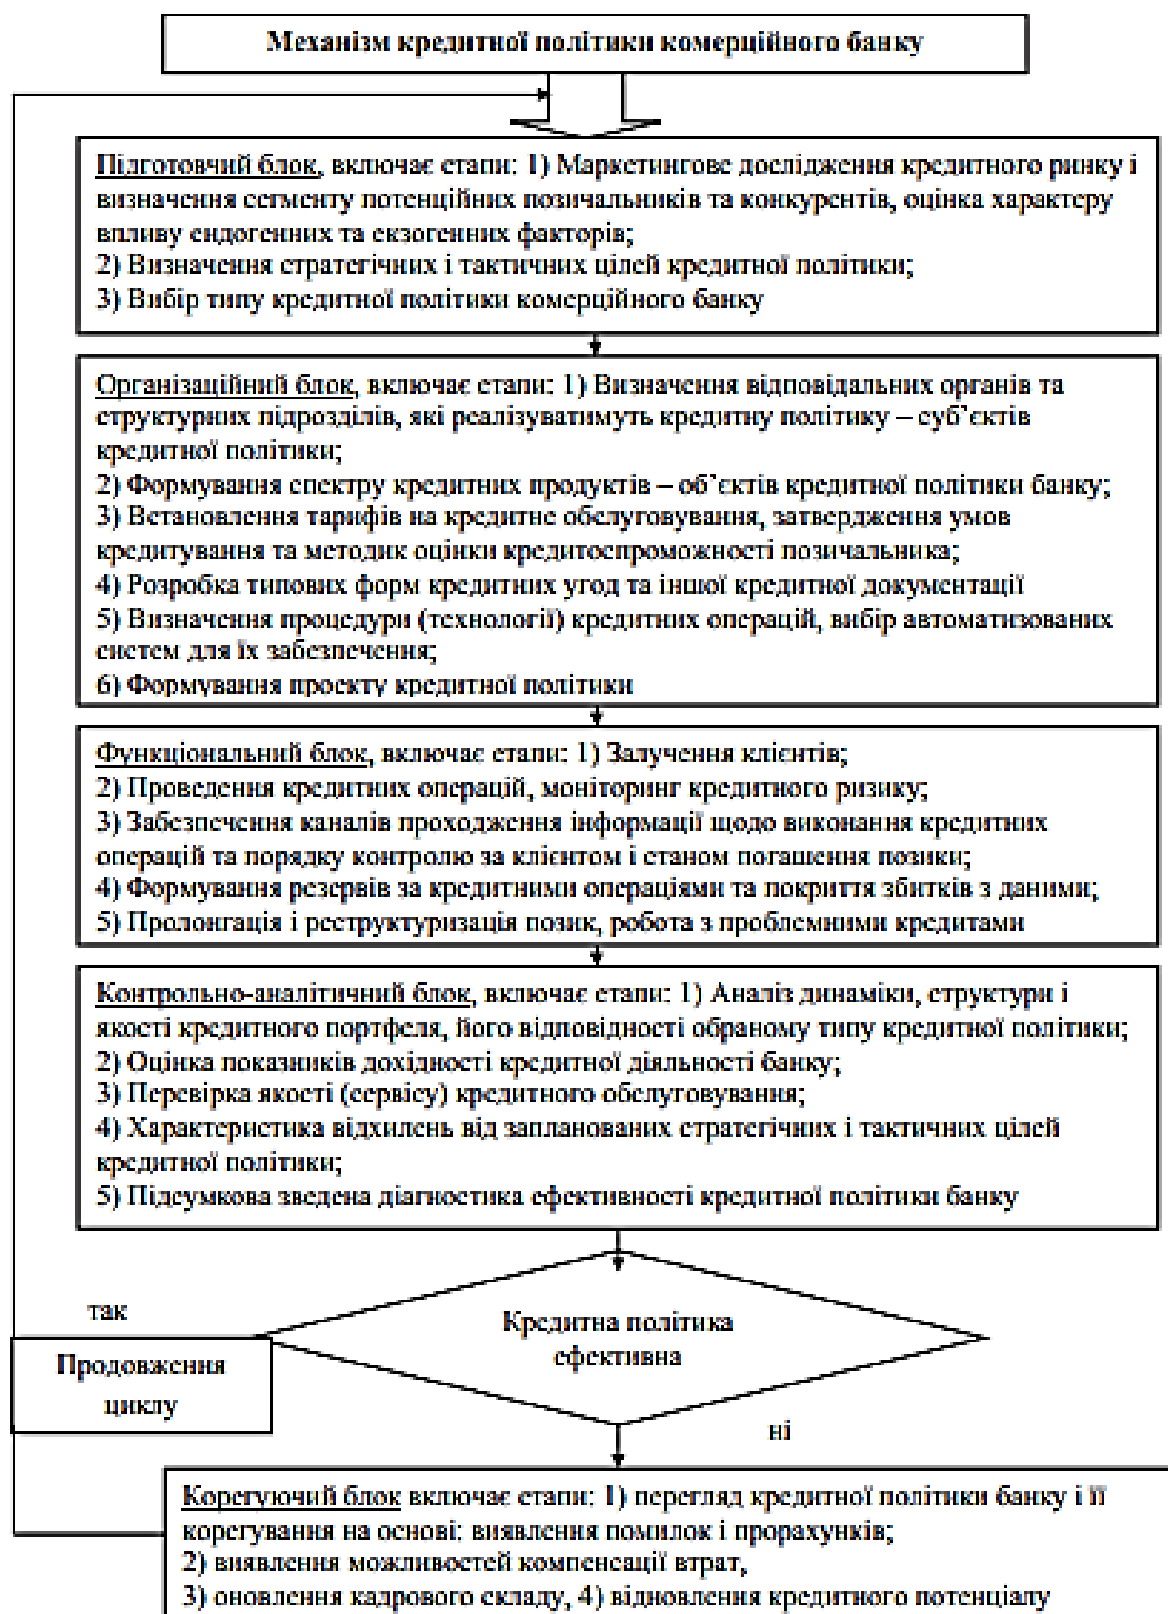 Механізм кредитної політики комерційного банку
Підготовчий блок, включає етапи: 1) Маркетингове дослідження кредитного ринку і
визначення сегменту потенційних позичальників та конкурентів, оцінка характеру
впливу ендогенних та екзогенних факторів;
2) Визначення стратегічних і тактичних цілей кредитної політики;
3) Вибір типу кредитної політики комерційного банку
Організаційний блок, включає етапи: 1) Визначення відповідальних органів та
структурних підрозділів, які реалізуватимуть кредитну політику – суб’єктів
кредитної політики;
2) Формування спектру кредитних продуктів – об’єктів кредитної політики банку;
3) Встановлення тарифів на кредитне обслуговування, затвердження умов
кредитування та методик оцінки кредитоспроможності позичальника;
4) Розробка типових форм кредитних угод та іншої кредитної документації
5) Визначення процедури (технології) кредитних операцій, вибір автоматизованих
систем для їх забезпечення;
6) Формування проекту кредитної політики
Функціональний блок, включає етапи: 1) Залучення клієнтів;
2) Проведення кредитних операцій, моніторинг кредитного ризику;
3) Забезпечення каналів проходження інформації щодо виконання кредитних
операцій та порядку контролю за клієнтом і станом погашення позики;
4) Формування резервів за кредитними операціями та покриття збитків з даними;
5) Пролонгація і реструктуризація позик, робота з проблемними кредитами
Контрольно-аналітичний блок, включає етапи: 1) Аналіз динаміки, структури і
якості кредитного портфеля, його відповідності обраному типу кредитної політики;
2) Оцінка показників дохідності кредитної діяльності банку;
3) Перевірка якості (сервісу) кредитного обслуговування;
4) Характеристика відхилень від запланованих стратегічних і тактичних цілей
кредитної політики;
5) Підсумкова зведена діагностика ефективності кредитної політики банку
так
Кредитна політика
ефективна
Продовження
циклу
ні
Корегуючий блок включає етапи: 1) перегляд кредитної політики банку і її
корегування на основі: виявлення помилок і прорахунків;
2) виявлення можливостей компенсації втрат,
3) оновлення кадрового складу, 4) відновлення кредитного потенціалу